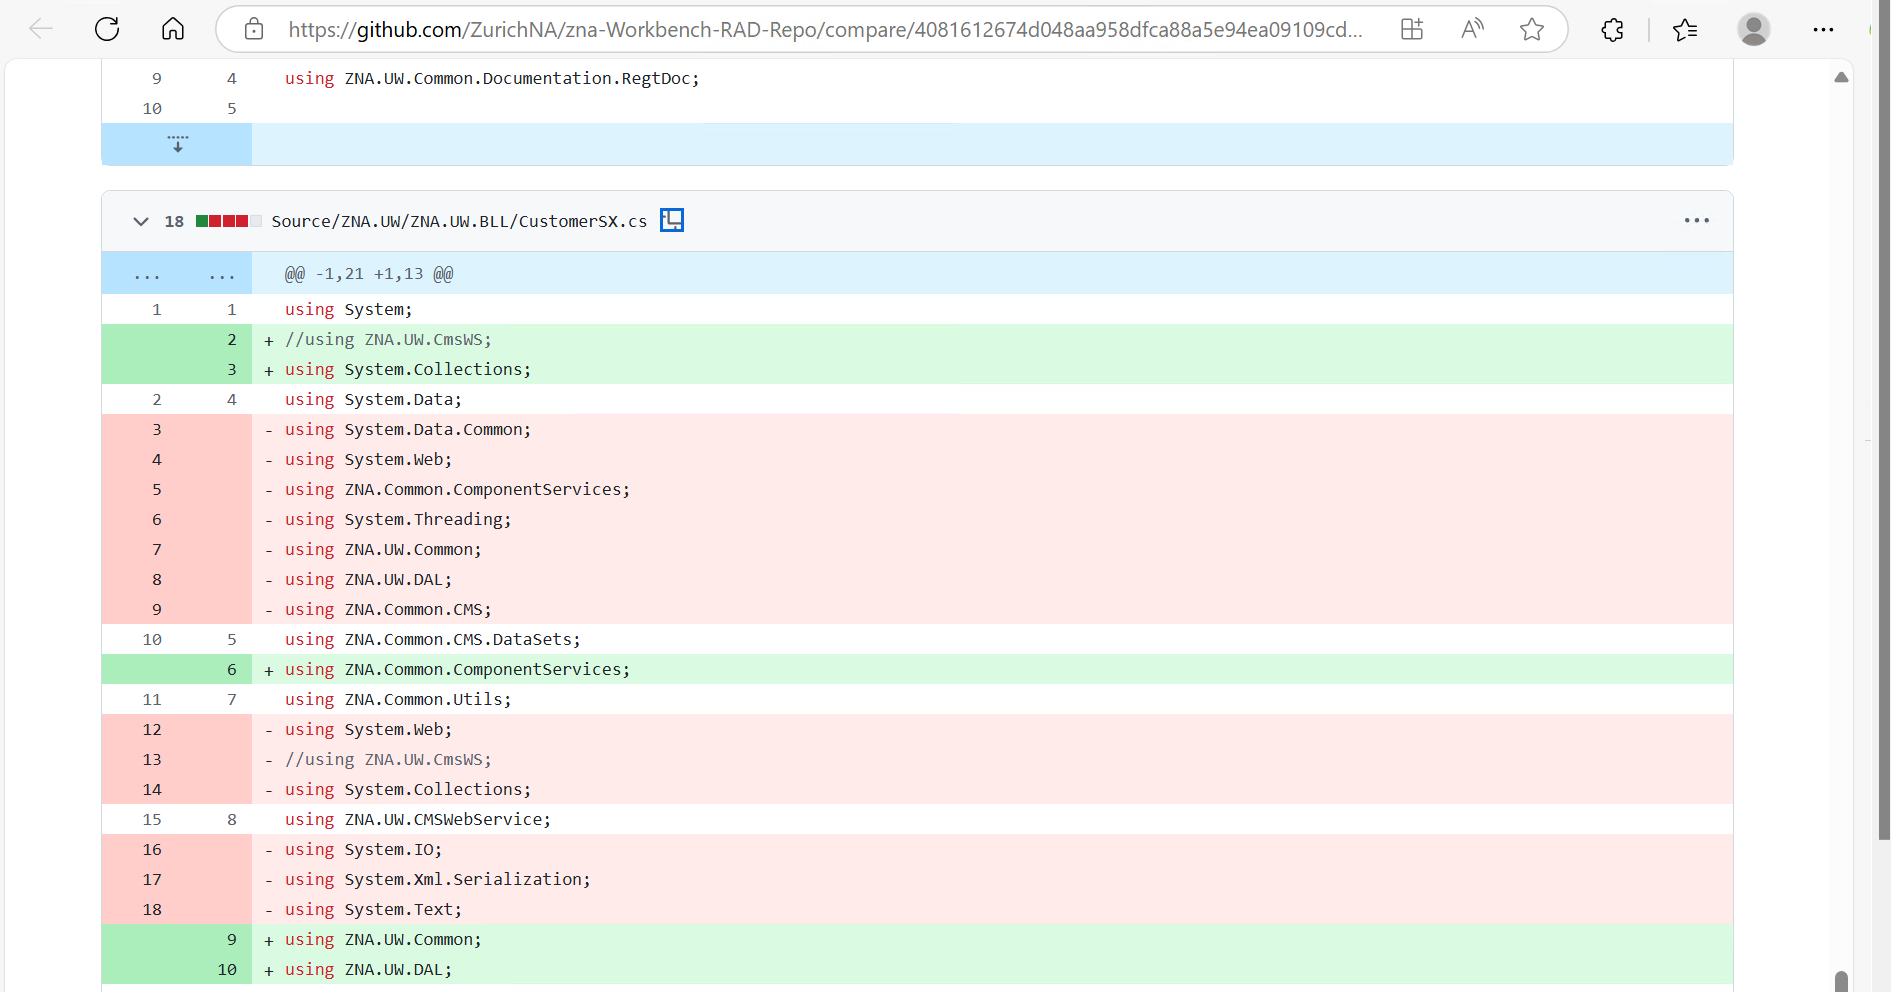 https://github.com/ZurichNA/zna-Workbench-RAD-Repo/compare/4081612674d048aa958dfca88a5e94ea09109cd...
9 4 using ZNA.UW.Common.Documentation.RegtDoc;
10 5
18 Source/ZNA.UW/ZNA.UW.BLL/CustomerSX.cs
... ... @@ -1,21 +1,13 @@
1 1 using System;
2 + //using ZNA.UW.CmsWS;
3 + using System.Collections;
2 4 using System.Data;
3 - using System.Data.Common;
4 - using System.Web;
5 - using ZNA.Common.ComponentServices;
6 - using System.Threading;
7 - using ZNA.UW.Common;
8 - using ZNA.UW.DAL;
9 - using ZNA.Common.CMS;
10 5 using ZNA.Common.CMS.DataSets;
6 + using ZNA.Common.ComponentServices;
11 7 using ZNA.Common.Utils;
12 - using System.Web;
13 - //using ZNA.UW.CmsWS;
14 - using System.Collections;
15 8 using ZNA.UW.CMSWebService;
16 - using System.IO;
17 - using System.Xml.Serialization;
18 - using System.Text;
9 + using ZNA.UW.Common;
10 + using ZNA.UW.DAL;